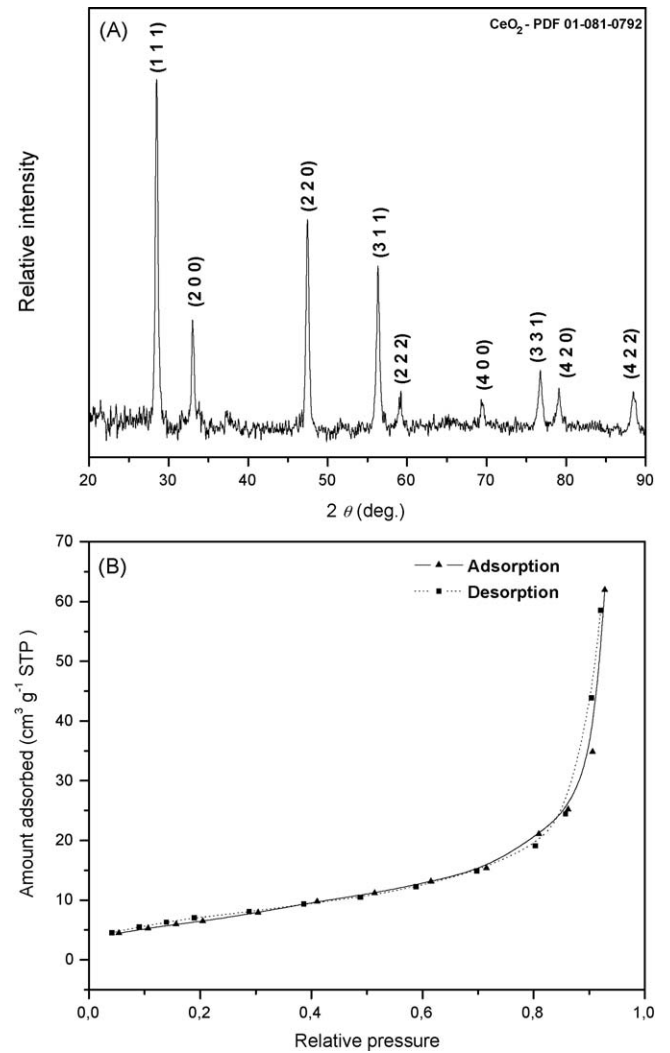 (A)
CeO₂ - PDF 01-081-0792
(1 1 1)
(2 0 0)
(2 2 0)
(3 1 1)
(2 2 2)
(4 0 0)
(3 3 1)
(4 2 0)
(4 2 2)
Relative intensity
20 30 40 50 60 70 80 90
2 θ (deg.)
(B)
Adsorption
Desorption
Amount adsorbed (cm³ g⁻¹ STP )
70
60
50
40
30
20
10
0
0,0 0,2 0,4 0,6 0,8 1,0
Relative pressure